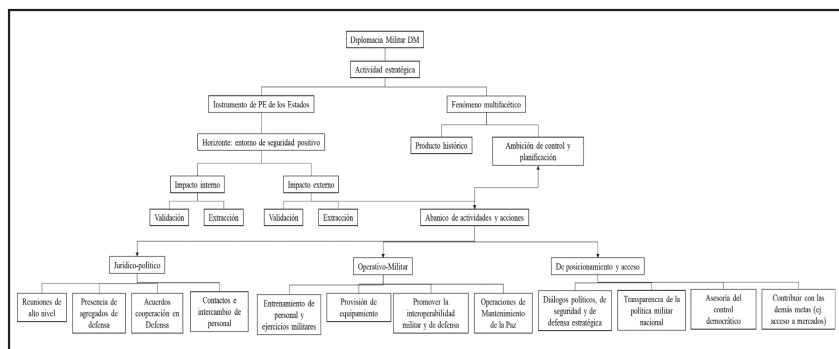 Diplomacia Militar DM
Actividad estratégica
Instrumento de PE de los Estados
Fenómeno multifacético
Horizonte: entorno de seguridad positivo
Producto histórico
Ambición de control y
planificación
Impacto interno
Impacto externo
Validación
Extracción
Validación
Extracción
Abanico de actividades y acciones
Jurídico-político
Operativo-Militar
De posicionamiento y acceso
Reuniones de
alto nivel
Presencia de
agregados de
defensa
Acuerdos
cooperación en
Defensa
Contactos e
intercambio de
personal
Entrenamiento de
personal y
ejercicios militares
Provisión de
equipamiento
Promover la
interoperabilidad
militar y de defensa
Operaciones de
Mantenimiento de
la Paz
Diálogos políticos, de
seguridad y de
defensa estratégica
Transparencia de la
política militar
nacional
Asesoría del
control
democrático
Contribuir con las
demás metas (ej.
acceso a mercados)